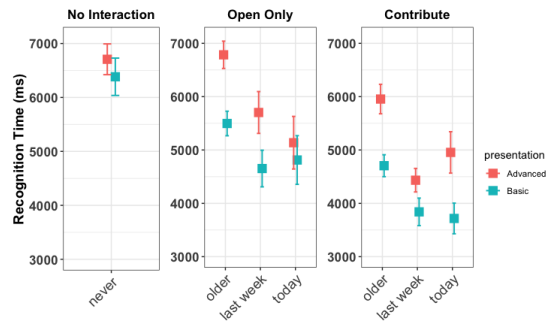 No Interaction
Open Only
Contribute
Recognition Time (ms)
7000
6000
5000
4000
3000
never
7000
6000
5000
4000
3000
older
last week
today
7000
6000
5000
4000
3000
older
last week
today
presentation
Advanced
Basic